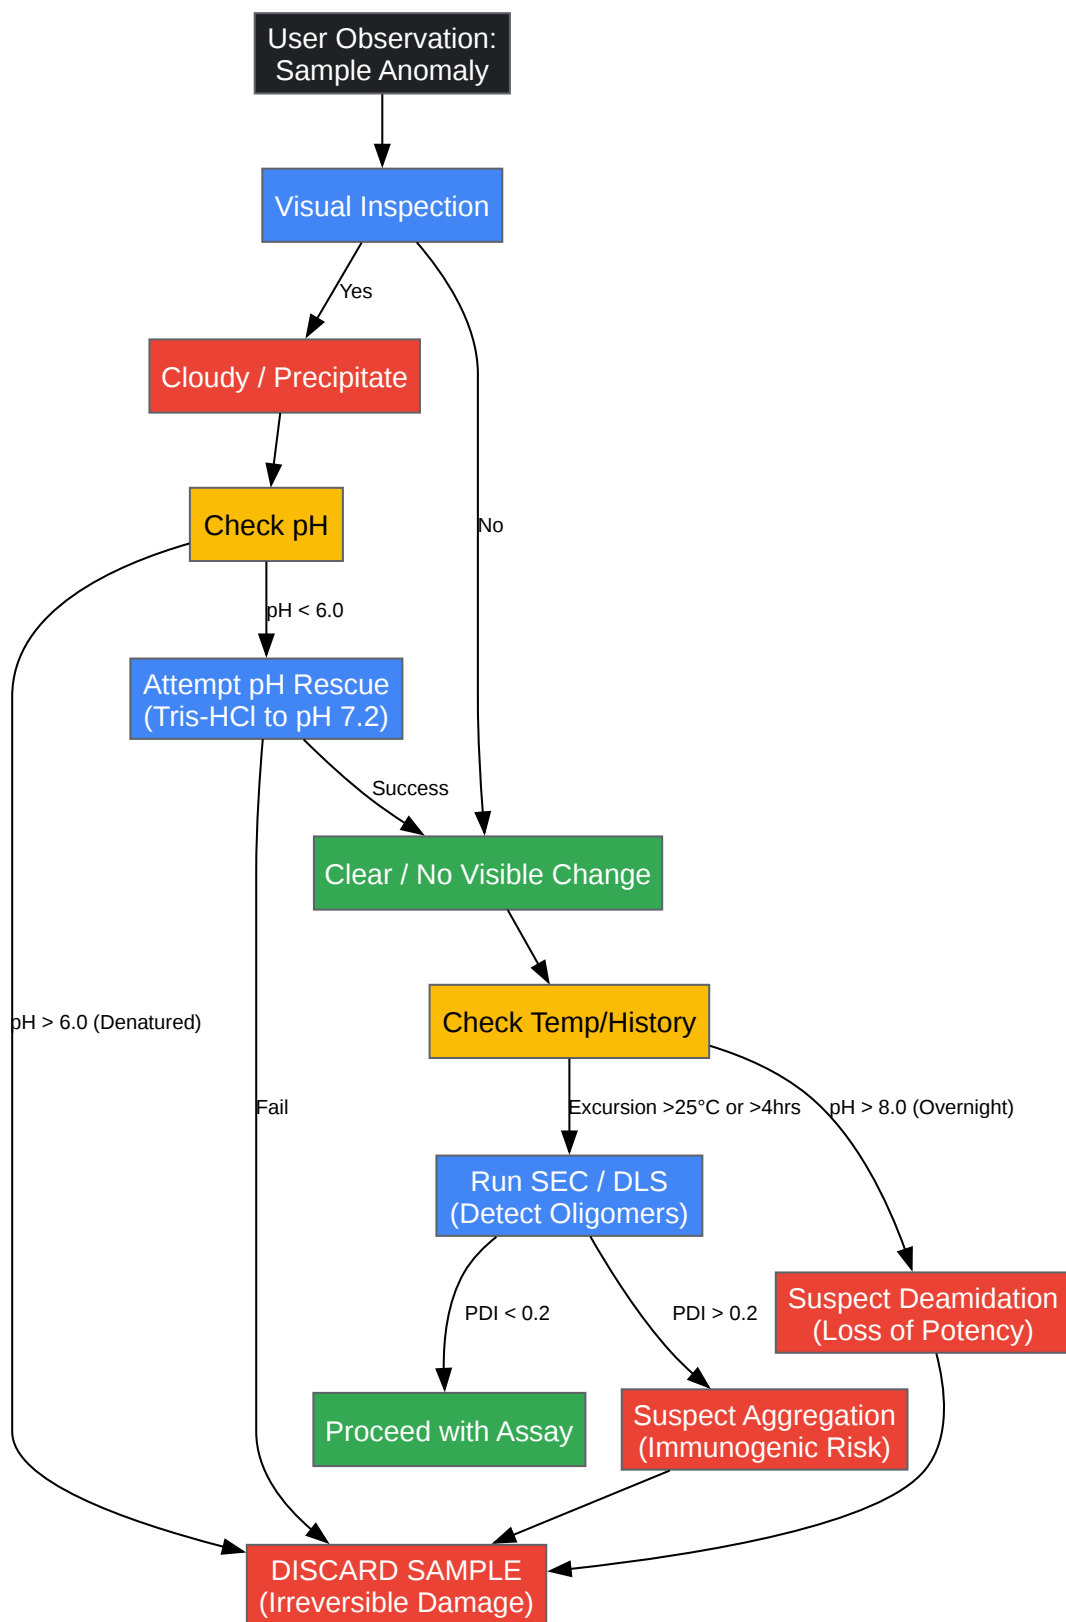 User Observation:
Sample Anomaly
Visual Inspection
Yes
Cloudy / Precipitate
Check pH
No
pH < 6.0
Attempt pH Rescue
(Tris-HCl to pH 7.2)
Success
Clear / No Visible Change
Check Temp/History
pH > 6.0 (Denatured)
Fail
Excursion >25°C or >4hrs
pH > 8.0 (Overnight)
Run SEC / DLS
(Detect Oligomers)
PDI < 0.2
PDI > 0.2
Suspect Deamidation
(Loss of Potency)
Proceed with Assay
Suspect Aggregation
(Immunogenic Risk)
DISCARD SAMPLE
(Irreversible Damage)